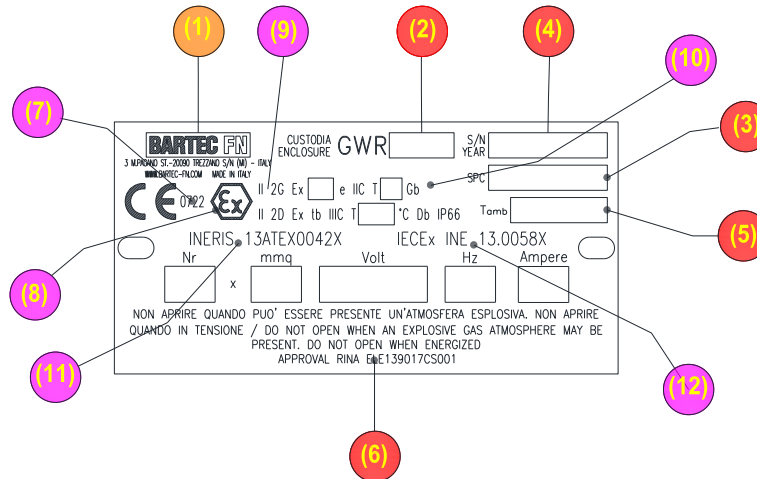 (1)
(9)
(2)
(4)
(10)
(7)
(3)
BARTEC FN
CUSTODIA
ENCLOSURE GWR
S/N
YEAR
3 M.PAGANO ST.-20090 TREZZANO S/N (MI) - ITALY
WWW.BARTEC-FN.COM MADE IN ITALY
SPC
CE 0722 Ex
II 2G Ex e IIC T Gb
II 2D Ex tb IIIC T °C Db IP66
Tamb
(5)
INERIS 13ATEX0042X IECEx INE 13.0058X
Nr x mmq Volt Hz Ampere
(8)
NON APRIRE QUANDO PUO' ESSERE PRESENTE UN'ATMOSFERA ESPLOSIVA. NON APRIRE
QUANDO IN TENSIONE / DO NOT OPEN WHEN AN EXPLOSIVE GAS ATMOSPHERE MAY BE
PRESENT. DO NOT OPEN WHEN ENERGIZED
APPROVAL RINA ELE139017CS001
(11)
(12)
(6)